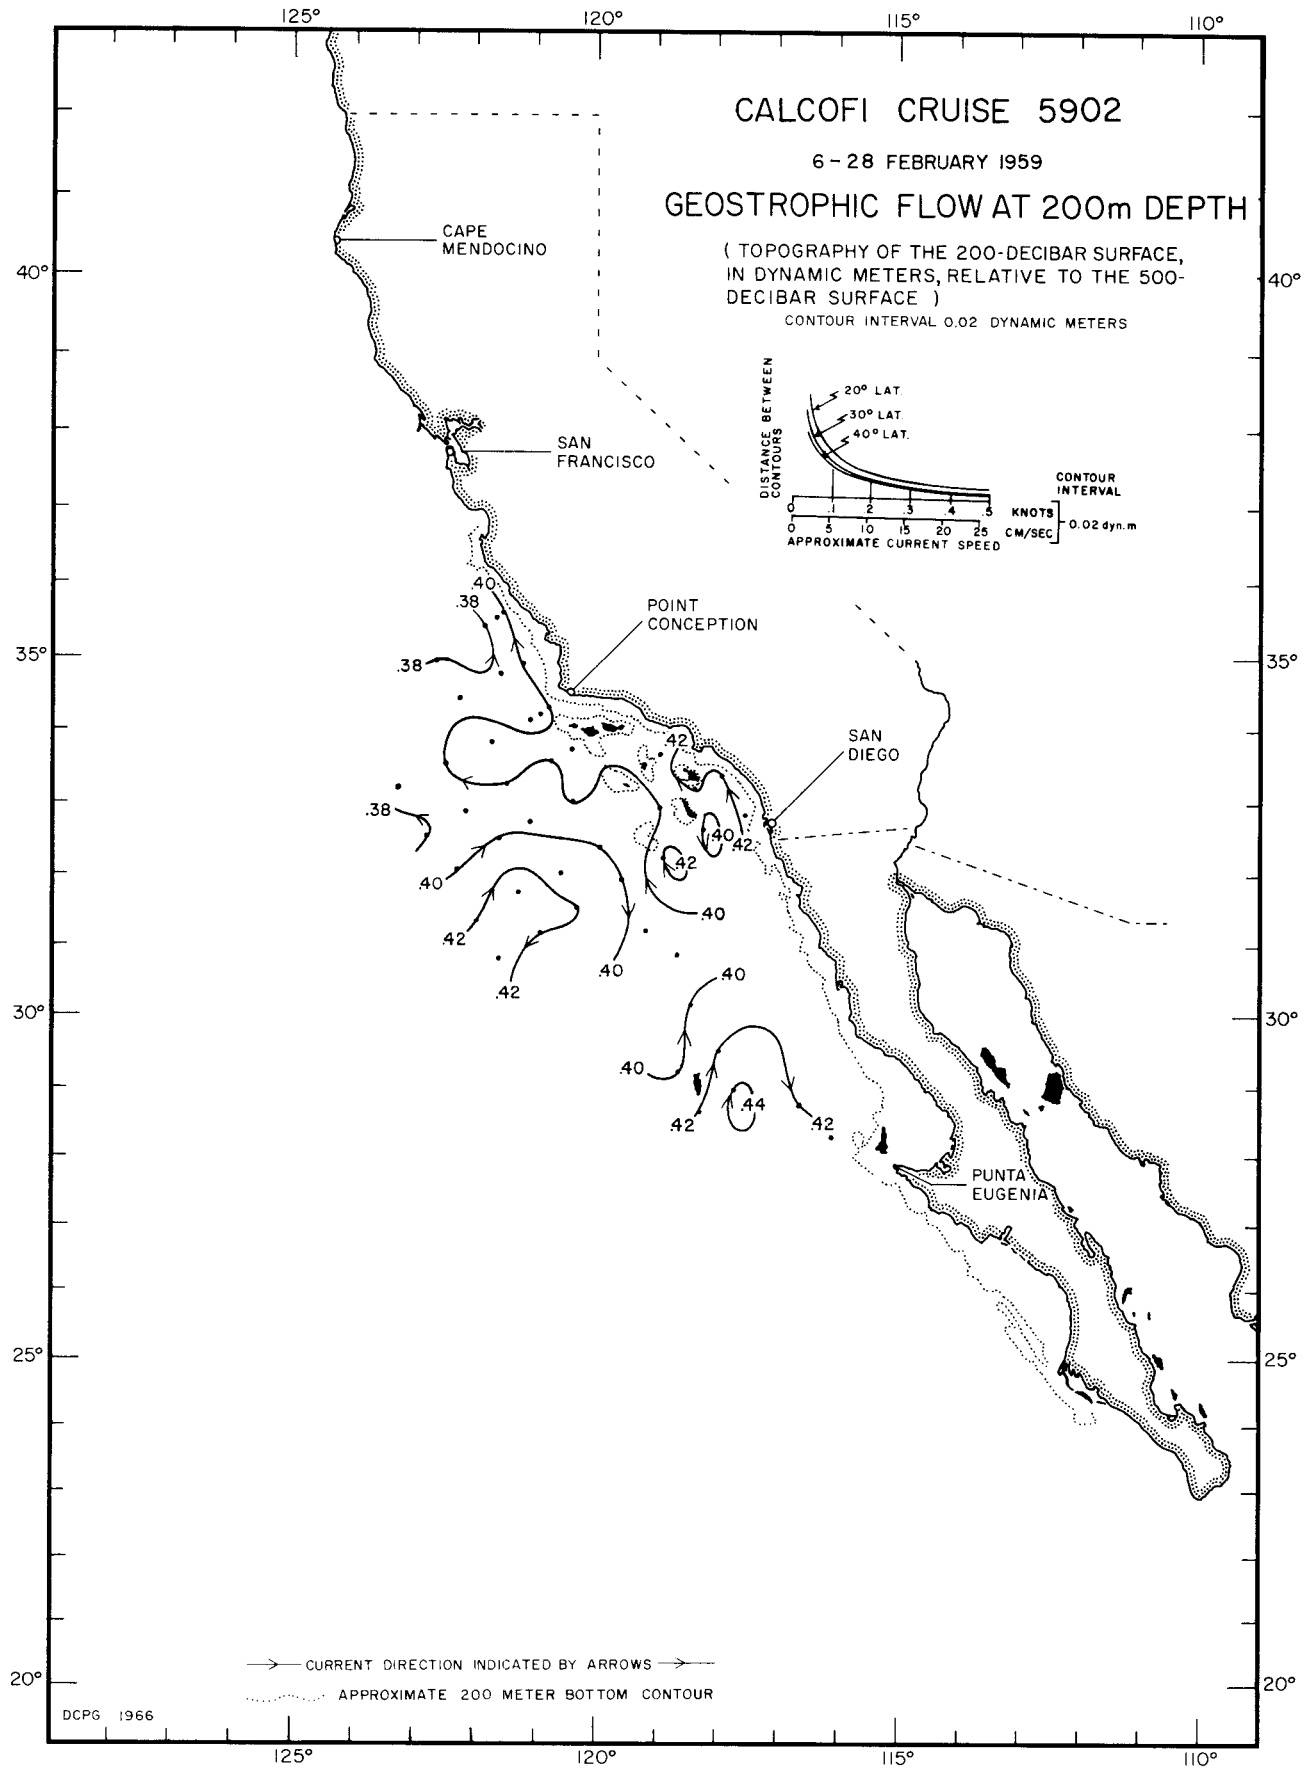 125° 120° 115° 110°
CALCOFI CRUISE 5902
6-28 FEBRUARY 1959
GEOSTROPHIC FLOW AT 200m DEPTH
( TOPOGRAPHY OF THE 200-DECIBAR SURFACE,
IN DYNAMIC METERS, RELATIVE TO THE 500-
DECIBAR SURFACE )
CONTOUR INTERVAL 0.02 DYNAMIC METERS
CAPE
MENDOCINO
40° 40°
DISTANCE BETWEEN
CONTOURS
20° LAT.
30° LAT.
40° LAT.
SAN
FRANCISCO
CONTOUR
INTERVAL
0 .1 .2 .3 .4 .5 KNOTS
0 5 10 15 20 25 CM/SEC
0.02 dyn.m
APPROXIMATE CURRENT SPEED
.40
.38
POINT
CONCEPTION
35° 35°
.38
SAN
DIEGO
.42
.38
.40
.42
.42
.40
.40
.42
.40
.40
.42
30° 30°
.40
.44
.42
.42
PUNTA
EUGENIA
25° 25°
20° 20°
CURRENT DIRECTION INDICATED BY ARROWS
APPROXIMATE 200 METER BOTTOM CONTOUR
DCPG 1966
125° 120° 115° 110°